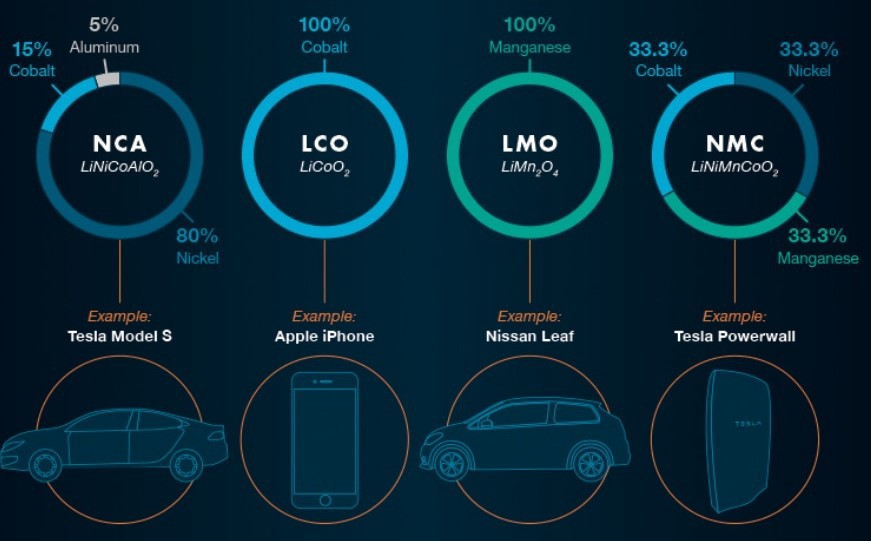 5%
Aluminum
15%
Cobalt
NCA
LiNiCoAlO₂
80%
Nickel
Example:
Tesla Model S
100%
Cobalt
LCO
LiCoO₂
Example:
Apple iPhone
100%
Manganese
LMO
LiMn₂O₄
Example:
Nissan Leaf
33.3%
Cobalt
33.3%
Nickel
NMC
LiNiMnCoO₂
33.3%
Manganese
Example:
Tesla Powerwall
TESLA